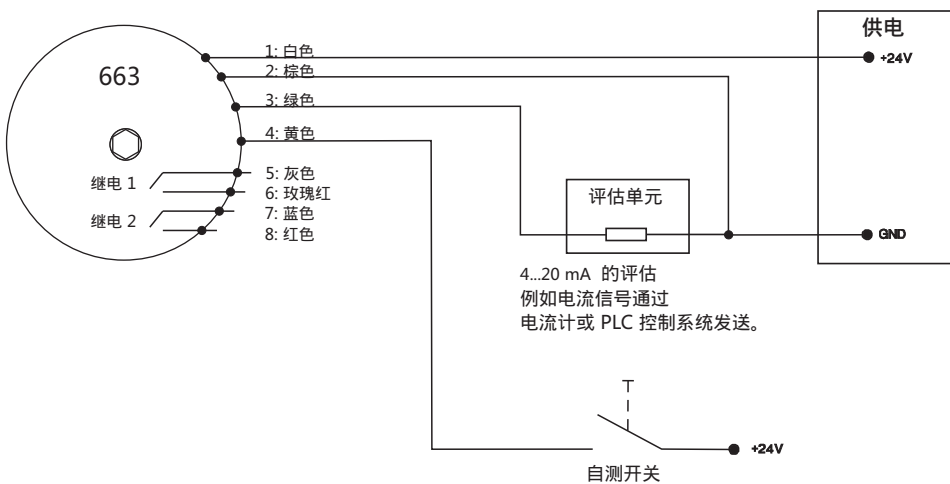 供电
+24V
1: 白色
2: 棕色
663
3: 绿色
4: 黄色
5: 灰色
继电 1
6: 玫瑰红
评估单元
7: 蓝色
继电 2
8: 红色
GND
4...20 mA 的评估
例如电流信号通过
电流计或 PLC 控制系统发送。
+24V
自测开关